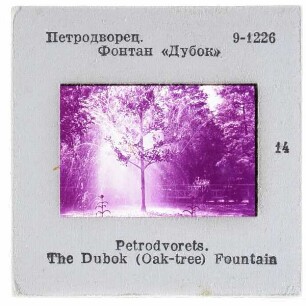 Петродворец. 9-1226
Фонтан «Дубок»
14
Petrodvorets.
The Dubok (Oak-tree) Fountain